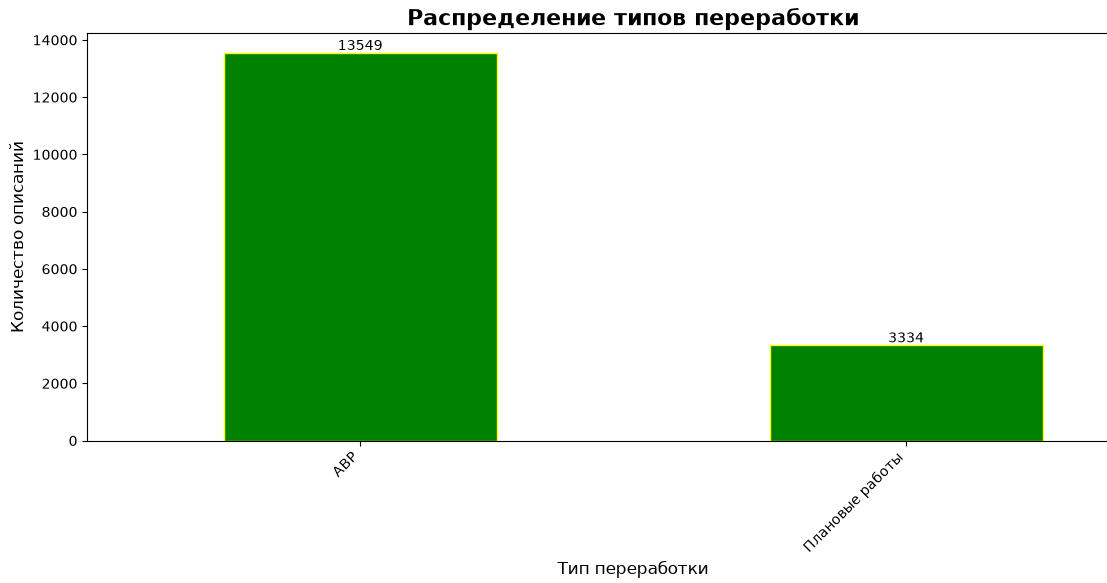 Распределение типов переработки
Количество описаний
14000
12000
10000
8000
6000
4000
2000
0
13549
3334
АВР
Плановые работы
Тип переработки